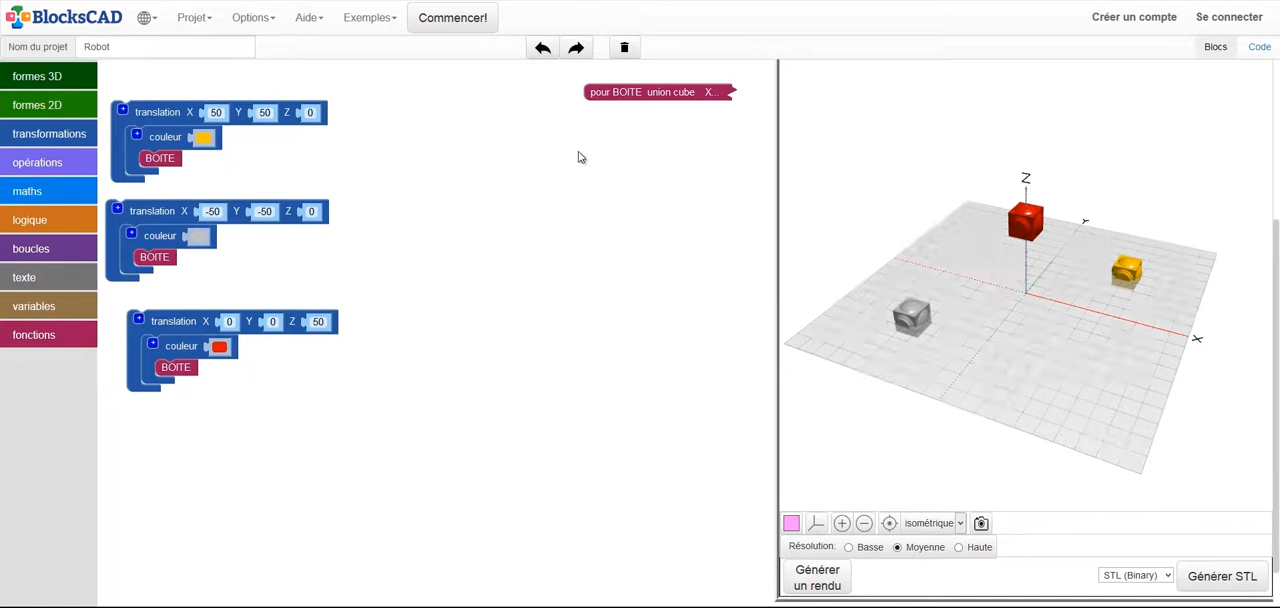 BlocksCAD
Projet
Options
Aide
Exemples
Commencer!
Créer un compte
Se connecter
Nom du projet
Robot
Blocs
Code
formes 3D
formes 2D
transformations
opérations
maths
logique
boucles
texte
variables
fonctions
translation X 50 Y 50 Z 0
couleur
BOITE
translation X -50 Y -50 Z 0
couleur
BOITE
translation X 0 Y 0 Z 50
couleur
BOITE
pour BOITE union cube X...
Z
Y
X
isométrique
Résolution: Basse Moyenne Haute
Générer
un rendu
STL (Binary)
Générer STL